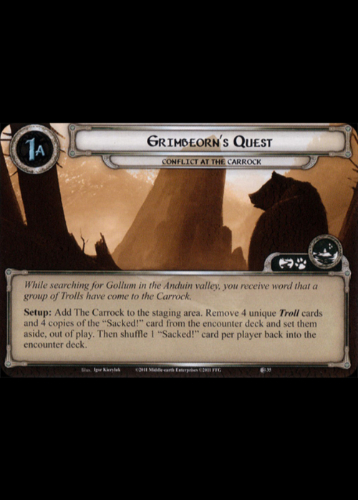 1A
GRIMBEORN'S QUEST
CONFLICT AT THE CARROCK
While searching for Gollum in the Anduin valley, you receive word that a
group of Trolls have come to the Carrock.
Setup: Add The Carrock to the staging area. Remove 4 unique Troll cards
and 4 copies of the “Sacked!” card from the encounter deck and set them
aside, out of play. Then shuffle 1 “Sacked!” card per player back into the
encounter deck.
©2011 Middle-earth Enterprises ©2011 FFG